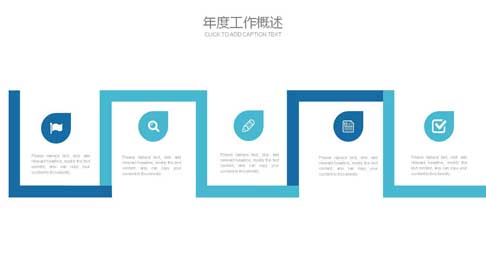 年度工作概述
CLICK TO ADD CAPTION TEXT
Please replace text, click add
relevant headline, modify the text
content, also can copy your
content to this directly.
Please replace text, click add
relevant headline, modify the text
content, also can copy your
content to this directly.
Please replace text, click add
relevant headline, modify the text
content, also can copy your
content to this directly.
Please replace text, click add
relevant headline, modify the text
content, also can copy your
content to this directly.
Please replace text, click add
relevant headline, modify the text
content, also can copy your
content to this directly.